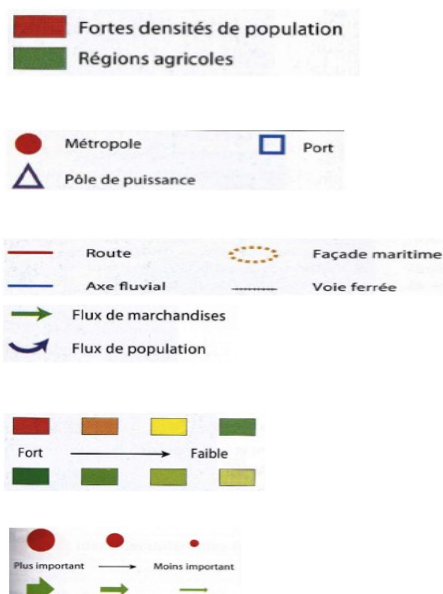 Fortes densités de population
Régions agricoles
Métropole Port
Pôle de puissance
Route Façade maritime
Axe fluvial Voie ferrée
Flux de marchandises
Flux de population
Fort Faible
Plus important Moins important